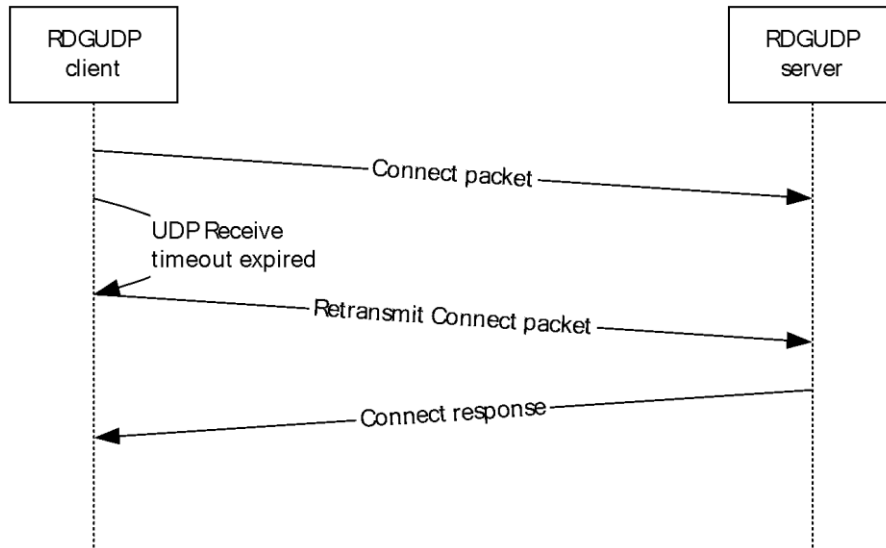 RDGUDP
client
RDGUDP
server
Connect packet
UDP Receive
timeout expired
Retransmit Connect packet
Connect response